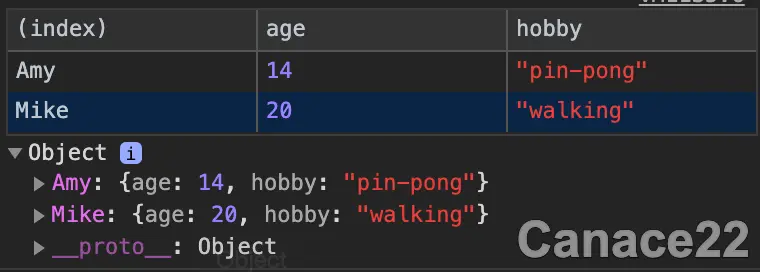 (index) age hobby
Amy 14 "pin-pong"
Mike 20 "walking"
▼Object i
▶Amy: {age: 14, hobby: "pin-pong"}
▶Mike: {age: 20, hobby: "walking"}
▶__proto__: Object
Object
Canace22